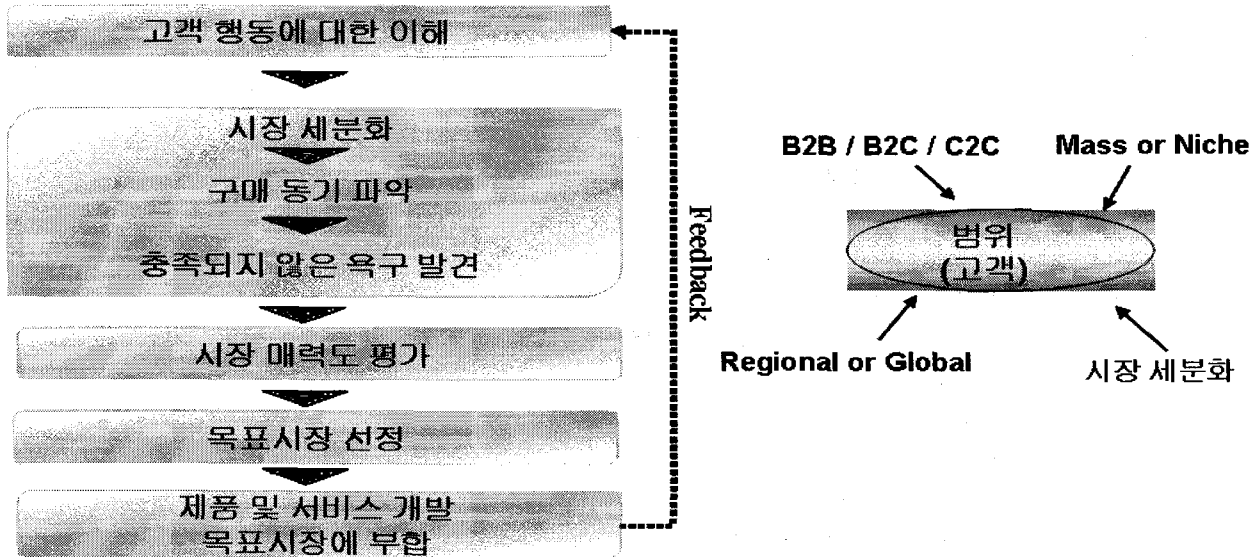 고객 행동에 대한 이해
시장 세분화
구매 동기 파악
충족되지 않은 욕구 발견
시장 매력도 평가
목표시장 선정
제품 및 서비스 개발
목표시장에 부합
Feedback
B2B / B2C / C2C
Mass or Niche
범위
(고객)
Regional or Global
시장 세분화